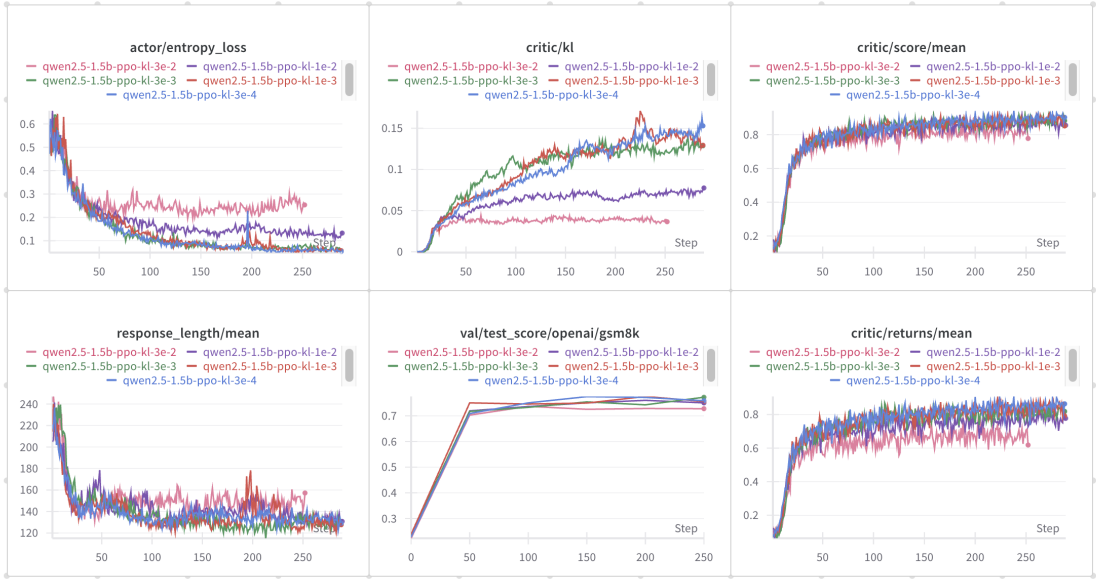 actor/entropy_loss
qwen2.5-1.5b-ppo-kl-3e-2 qwen2.5-1.5b-ppo-kl-1e-2
qwen2.5-1.5b-ppo-kl-3e-3 qwen2.5-1.5b-ppo-kl-1e-3
qwen2.5-1.5b-ppo-kl-3e-4
0.6
0.5
0.4
0.3
0.2
0.1
Step
50 100 150 200 250
critic/kl
qwen2.5-1.5b-ppo-kl-3e-2 qwen2.5-1.5b-ppo-kl-1e-2
qwen2.5-1.5b-ppo-kl-3e-3 qwen2.5-1.5b-ppo-kl-1e-3
qwen2.5-1.5b-ppo-kl-3e-4
0.15
0.1
0.05
0
Step
50 100 150 200 250
critic/score/mean
qwen2.5-1.5b-ppo-kl-3e-2 qwen2.5-1.5b-ppo-kl-1e-2
qwen2.5-1.5b-ppo-kl-3e-3 qwen2.5-1.5b-ppo-kl-1e-3
qwen2.5-1.5b-ppo-kl-3e-4
0.8
0.6
0.4
0.2
Step
50 100 150 200 250
response_length/mean
qwen2.5-1.5b-ppo-kl-3e-2 qwen2.5-1.5b-ppo-kl-1e-2
qwen2.5-1.5b-ppo-kl-3e-3 qwen2.5-1.5b-ppo-kl-1e-3
qwen2.5-1.5b-ppo-kl-3e-4
240
220
200
180
160
140
120
Step
50 100 150 200 250
val/test_score/openai/gsm8k
qwen2.5-1.5b-ppo-kl-3e-2 qwen2.5-1.5b-ppo-kl-1e-2
qwen2.5-1.5b-ppo-kl-3e-3 qwen2.5-1.5b-ppo-kl-1e-3
qwen2.5-1.5b-ppo-kl-3e-4
0.7
0.6
0.5
0.4
0.3
Step
0 50 100 150 200 250
critic/returns/mean
qwen2.5-1.5b-ppo-kl-3e-2 qwen2.5-1.5b-ppo-kl-1e-2
qwen2.5-1.5b-ppo-kl-3e-3 qwen2.5-1.5b-ppo-kl-1e-3
qwen2.5-1.5b-ppo-kl-3e-4
0.8
0.6
0.4
0.2
Step
50 100 150 200 250